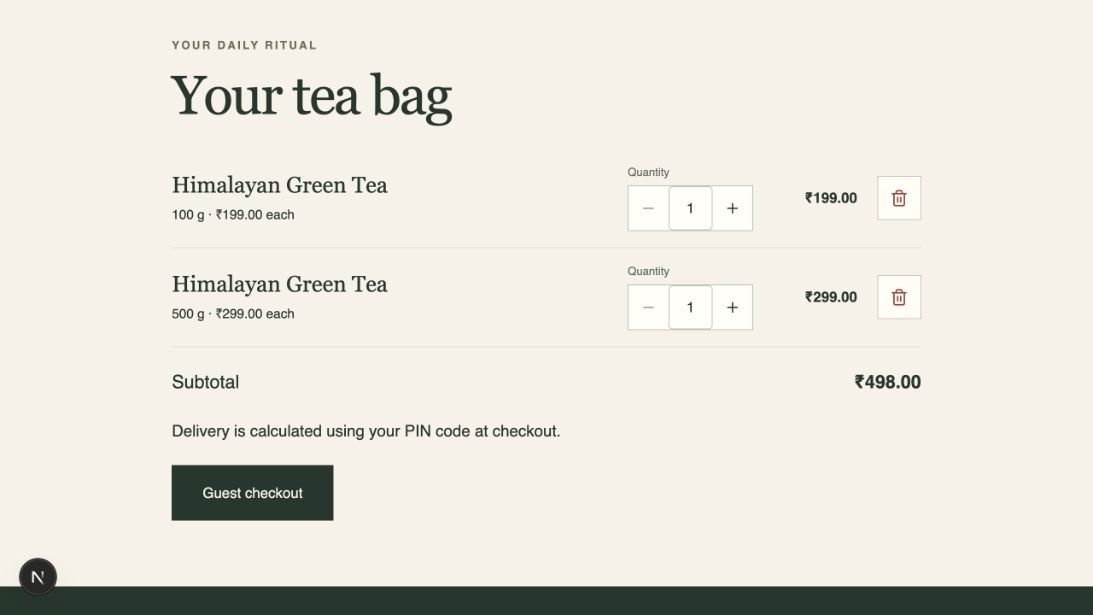 YOUR DAILY RITUAL
Your tea bag
Himalayan Green Tea
100 g · ₹199.00 each
Quantity
− 1 +
₹199.00
Himalayan Green Tea
500 g · ₹299.00 each
Quantity
− 1 +
₹299.00
Subtotal
₹498.00
Delivery is calculated using your PIN code at checkout.
Guest checkout
N